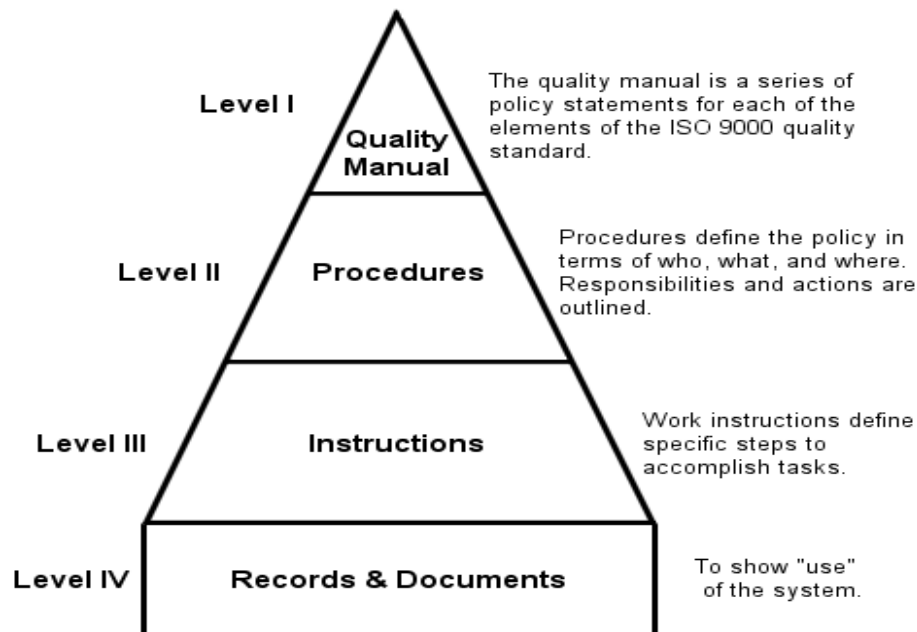 Level I
Quality
Manual
The quality manual is a series of
policy statements for each of the
elements of the ISO 9000 quality
standard.
Level II
Procedures
Procedures define the policy in
terms of who, what, and where.
Responsibilities and actions are
outlined.
Level III
Instructions
Work instructions define
specific steps to
accomplish tasks.
Level IV
Records & Documents
To show "use"
of the system.